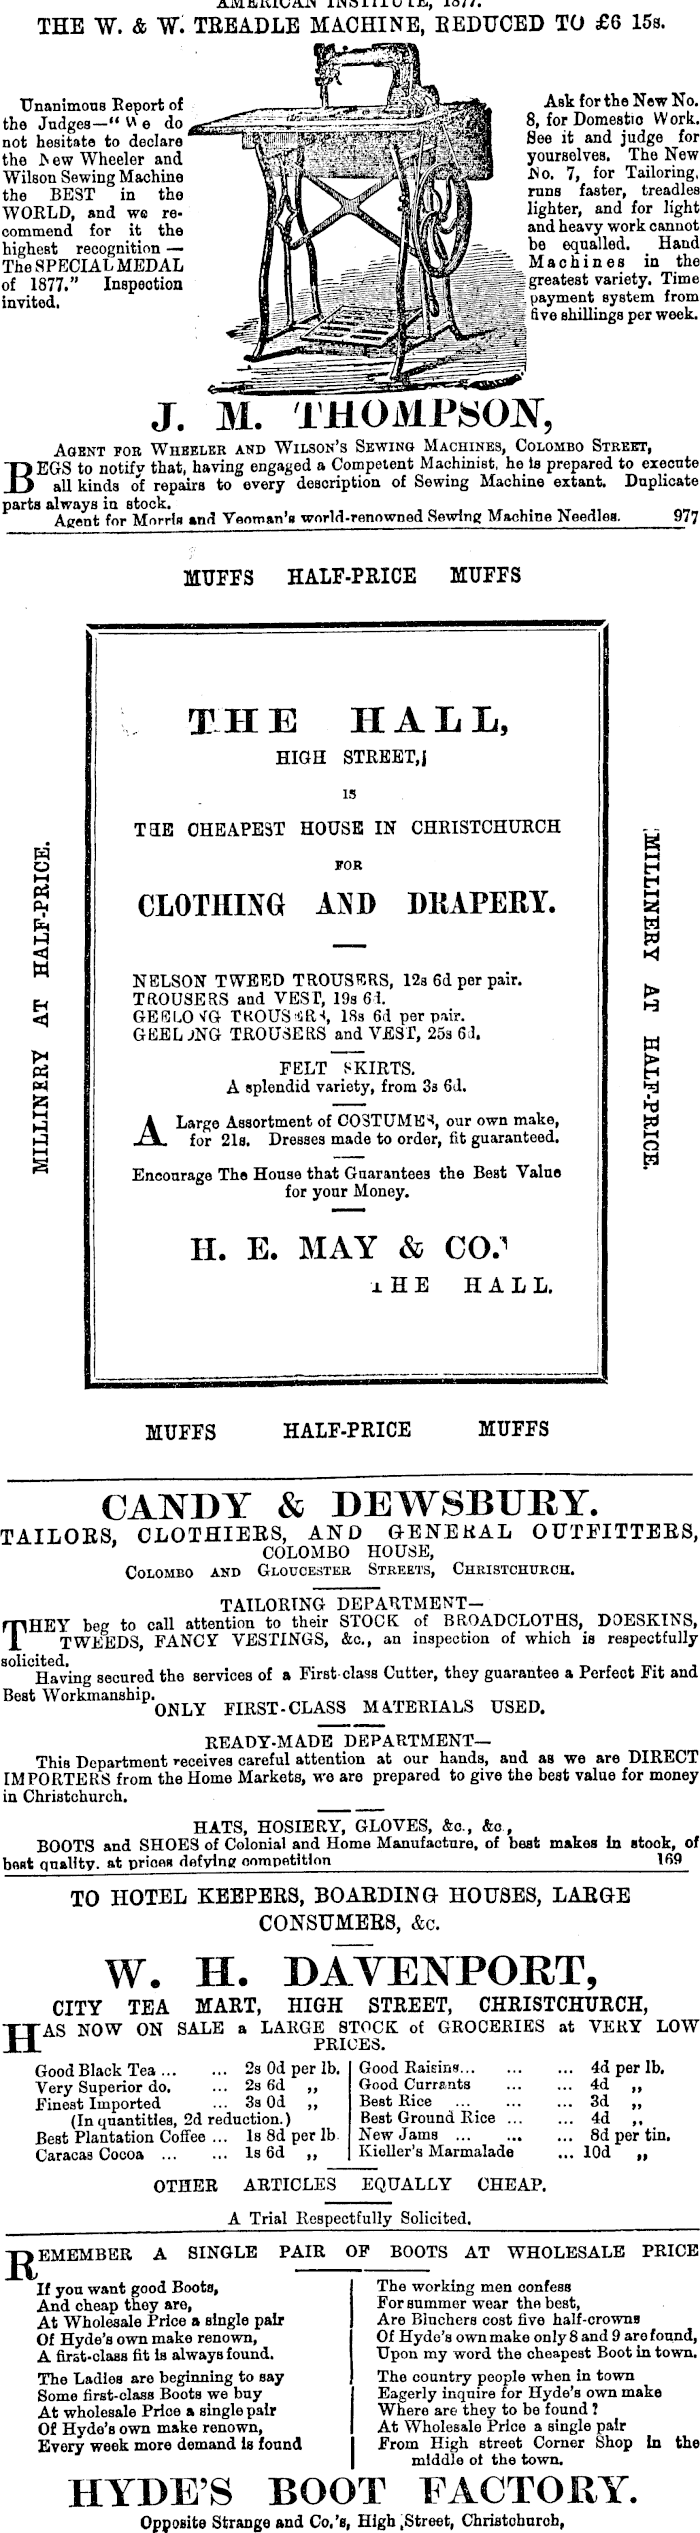 AMERICAN INSTITUTE, 1877.
THE W. & W. TREADLE MACHINE, REDUCED TO £6 15s.
Unanimous Report of
the Judges—"We do
not hesitate to declare
the New Wheeler and
Wilson Sewing Machine
the BEST in the
WORLD, and we re-
commend for it the
highest recognition—
The SPECIAL MEDAL
of 1877." Inspection
invited.
Ask for the New No.
8, for Domestic Work.
See it and judge for
yourselves. The New
No. 7, for Tailoring,
runs faster, treadles
lighter, and for light
and heavy work cannot
be equalled. Hand
Machines in the
greatest variety. Time
payment system from
five shillings per week.
J. M. THOMPSON,
AGENT FOR WHEELER AND WILSON'S SEWING MACHINES, COLOMBO STREET,
BEGS to notify that, having engaged a Competent Machinist, he is prepared to execute
all kinds of repairs to every description of Sewing Machine extant. Duplicate
parts always in stock.
Agent for Morris and Yeoman's world-renowned Sewing Machine Needles. 977
MUFFS HALF-PRICE MUFFS
MILLINERY AT HALF-PRICE.
THE HALL,
HIGH STREET,
IS
THE CHEAPEST HOUSE IN CHRISTCHURCH
FOR
CLOTHING AND DRAPERY.
NELSON TWEED TROUSERS, 12s 6d per pair.
TROUSERS and VEST, 19s 6d.
GEELONG TROUSERS, 18s 6d per pair.
GEELONG TROUSERS and VEST, 25s 6d.
FELT SKIRTS.
A splendid variety, from 3s 6d.
A Large Assortment of COSTUMES, our own make,
for 21s. Dresses made to order, fit guaranteed.
Encourage The House that Guarantees the Best Value
for your Money.
H. E. MAY & CO.
THE HALL.
MILLINERY AT HALF-PRICE.
MUFFS HALF-PRICE MUFFS
CANDY & DEWSBURY.
TAILORS, CLOTHIERS, AND GENERAL OUTFITTERS,
COLOMBO HOUSE,
COLOMBO AND GLOUCESTER STREETS, CHRISTCHURCH.
TAILORING DEPARTMENT—
THEY beg to call attention to their STOCK of BROADCLOTHS, DOESKINS,
TWEEDS, FANCY VESTINGS, &c., an inspection of which is respectfully
solicited.
Having secured the services of a First-class Cutter, they guarantee a Perfect Fit and
Best Workmanship.
ONLY FIRST-CLASS MATERIALS USED.
READY-MADE DEPARTMENT—
This Department receives careful attention at our hands, and as we are DIRECT
IMPORTERS from the Home Markets, we are prepared to give the best value for money
in Christchurch.
HATS, HOSIERY, GLOVES, &c., &c.,
BOOTS and SHOES of Colonial and Home Manufacture, of best makes in stock, of
best quality, at prices defying competition 169
TO HOTEL KEEPERS, BOARDING HOUSES, LARGE
CONSUMERS, &c.
W. H. DAVENPORT,
CITY TEA MART, HIGH STREET, CHRISTCHURCH,
HAS NOW ON SALE a LARGE STOCK of GROCERIES at VERY LOW
PRICES.
Good Black Tea ... ... 2s 0d per lb.
Very Superior do. ... 2s 6d „
Finest Imported ... 3s 0d „
(In quantities, 2d reduction.)
Best Plantation Coffee ... 1s 8d per lb
Caracas Cocoa ... ... 1s 6d „
Good Raisins... ... ... 4d per lb.
Good Currants ... ... 4d „
Best Rice ... ... ... 3d „
Best Ground Rice ... ... 4d „
New Jams ... ... ... 8d per tin.
Kieller's Marmalade ... 10d „
OTHER ARTICLES EQUALLY CHEAP.
A Trial Respectfully Solicited.
REMEMBER A SINGLE PAIR OF BOOTS AT WHOLESALE PRICE
If you want good Boots,
And cheap they are,
At Wholesale Price a single pair
Of Hyde's own make renown,
A first-class fit is always found.
The Ladies are beginning to say
Some first-class Boots we buy
At wholesale Price a single pair
Of Hyde's own make renown,
Every week more demand is found
The working men confess
For summer wear the best,
Are Bluchers cost five half-crowns
Of Hyde's own make only 8 and 9 are found,
Upon my word the cheapest Boot in town.
The country people when in town
Eagerly inquire for Hyde's own make
Where are they to be found?
At Wholesale Price a single pair
From High street Corner Shop in the
middle of the town.
HYDE'S BOOT FACTORY.
Opposite Strange and Co.'s, High Street, Christchurch,